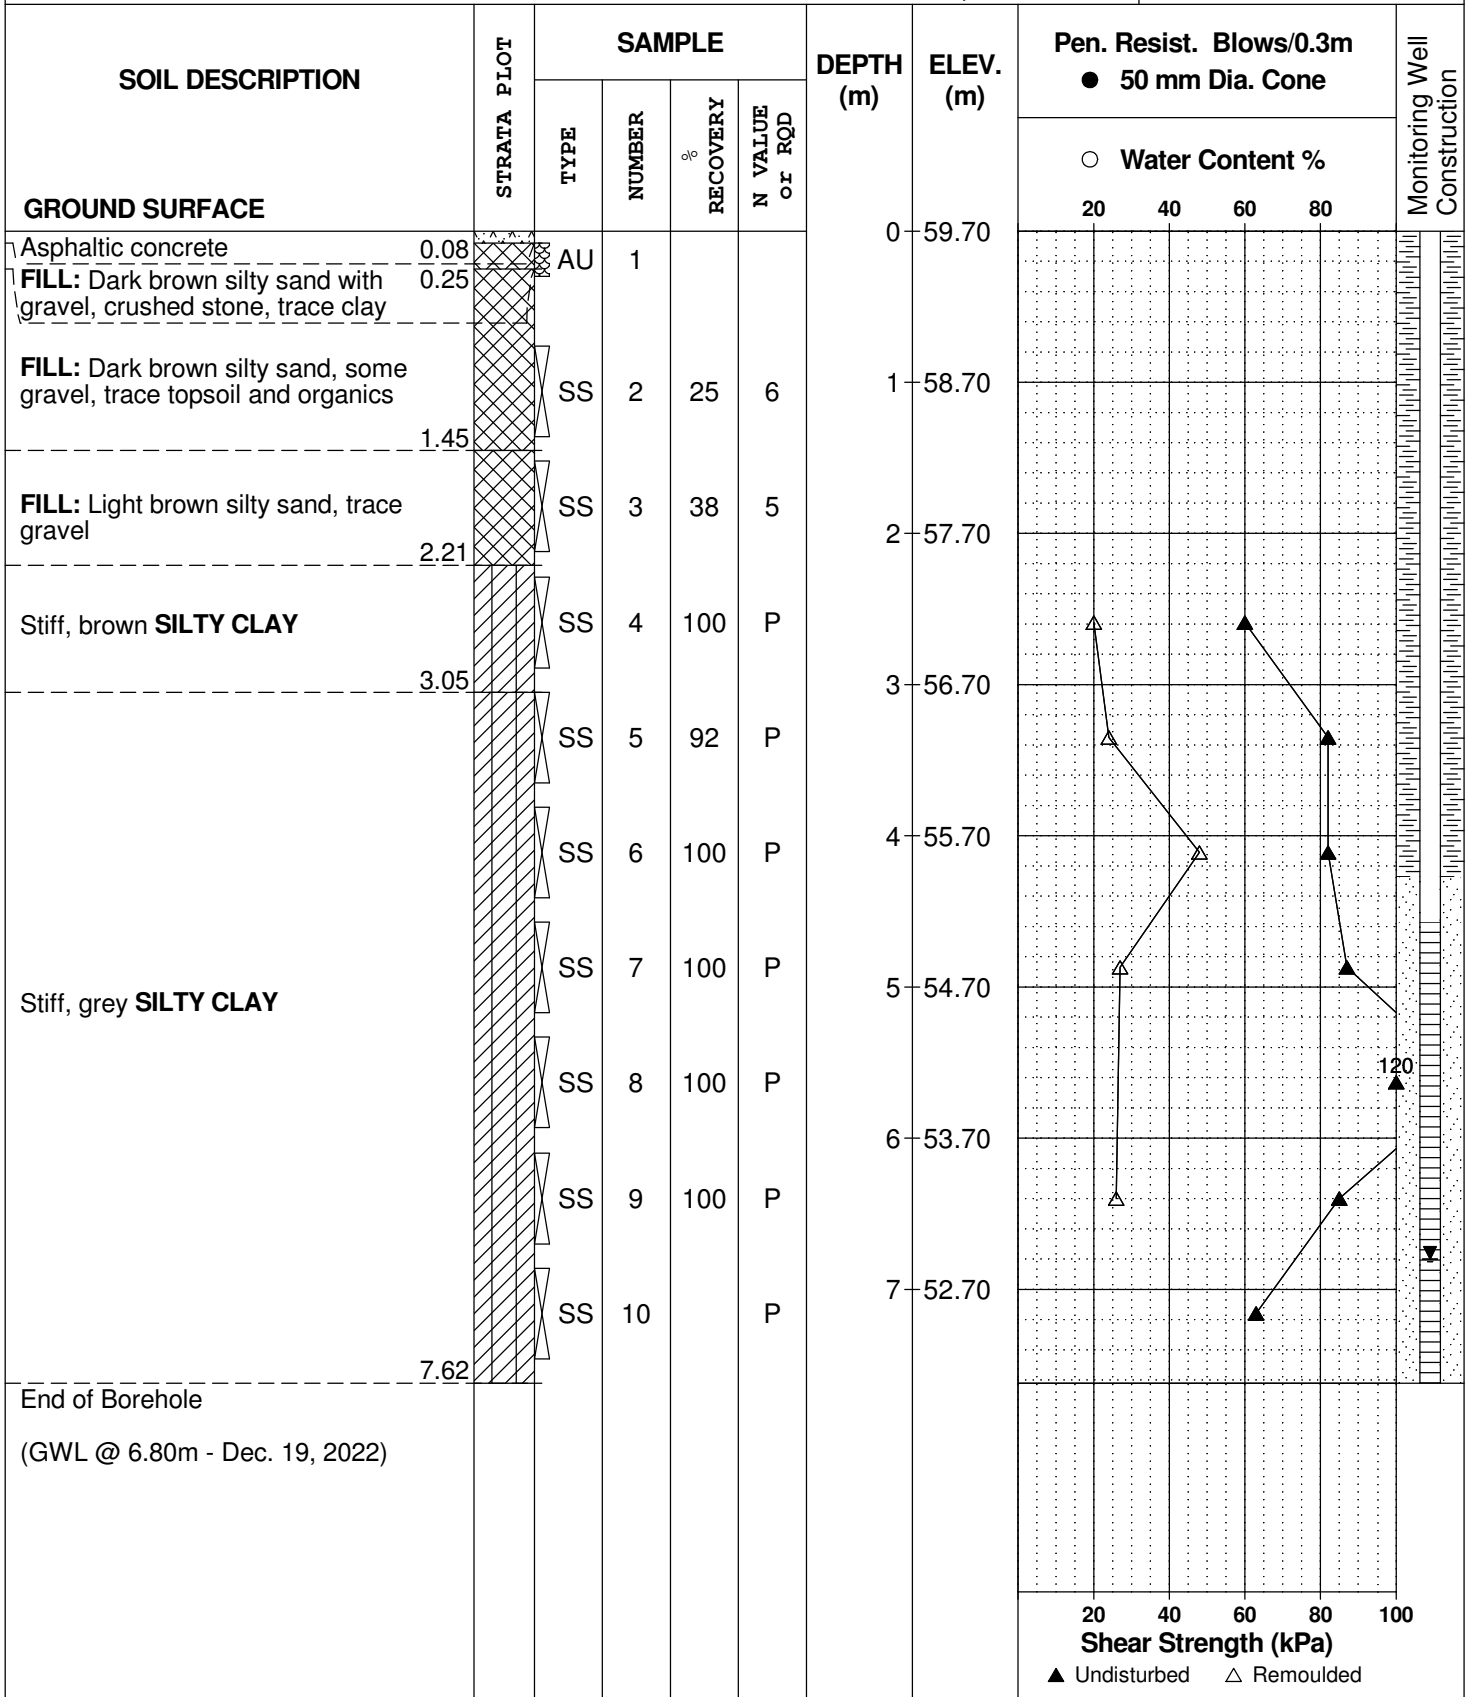 SOIL DESCRIPTION
GROUND SURFACE
STRATA PLOT
SAMPLE
TYPE
NUMBER
% RECOVERY
N VALUE or RQD
DEPTH (m)
ELEV. (m)
Pen. Resist. Blows/0.3m
● 50 mm Dia. Cone
○ Water Content %
20 40 60 80
Monitoring Well Construction
0 59.70
Asphaltic concrete 0.08
AU 1
FILL: Dark brown silty sand with 0.25
gravel, crushed stone, trace clay
FILL: Dark brown silty sand, some
gravel, trace topsoil and organics
SS 2 25 6
1 58.70
1.45
FILL: Light brown silty sand, trace
gravel
SS 3 38 5
2 57.70
2.21
Stiff, brown SILTY CLAY
SS 4 100 P
3.05
3 56.70
SS 5 92 P
4 55.70
SS 6 100 P
SS 7 100 P
5 54.70
Stiff, grey SILTY CLAY
120
SS 8 100 P
6 53.70
SS 9 100 P
7 52.70
SS 10 P
7.62
End of Borehole
(GWL @ 6.80m - Dec. 19, 2022)
20 40 60 80 100
Shear Strength (kPa)
▲ Undisturbed △ Remoulded